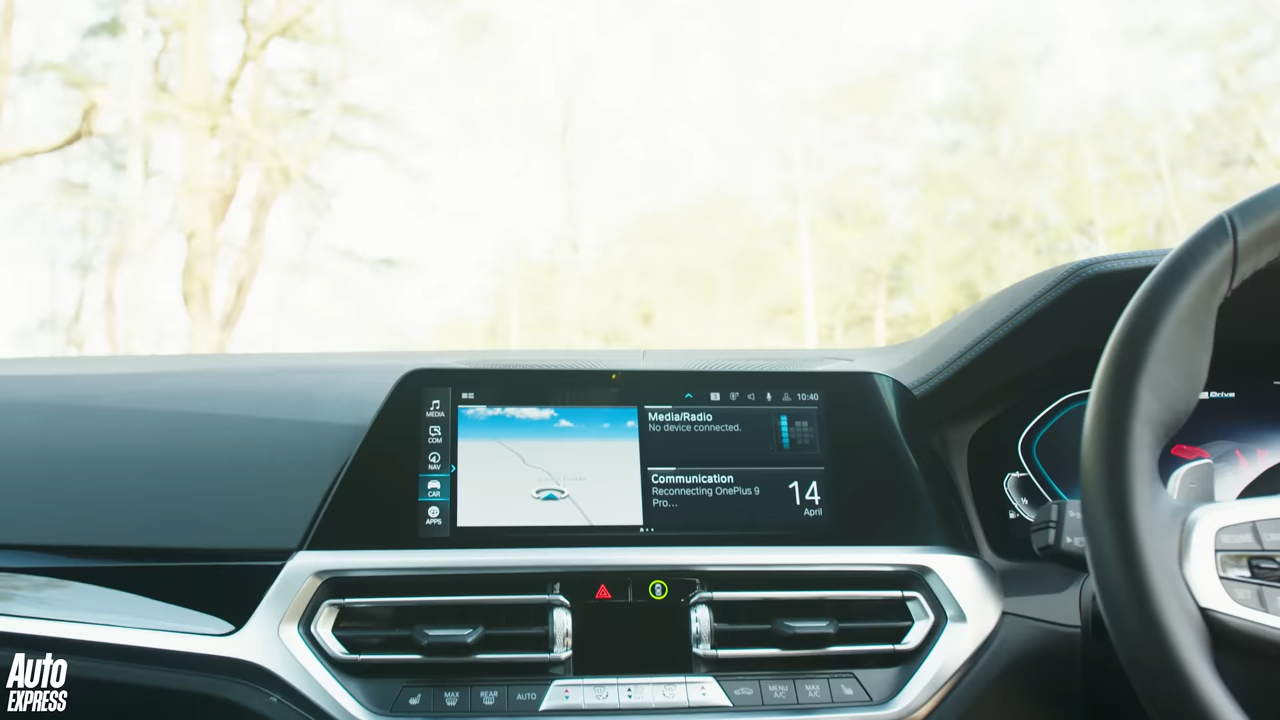 MEDIA
COM
NAV
CAR
APPS
10:40
Media/Radio
No device connected.
Communication
Reconnecting OnePlus 9
Pro...
14
April
eDrive
MAX
REAR
AUTO
MENU
A/C
MAX
A/C
Auto
EXPRESS